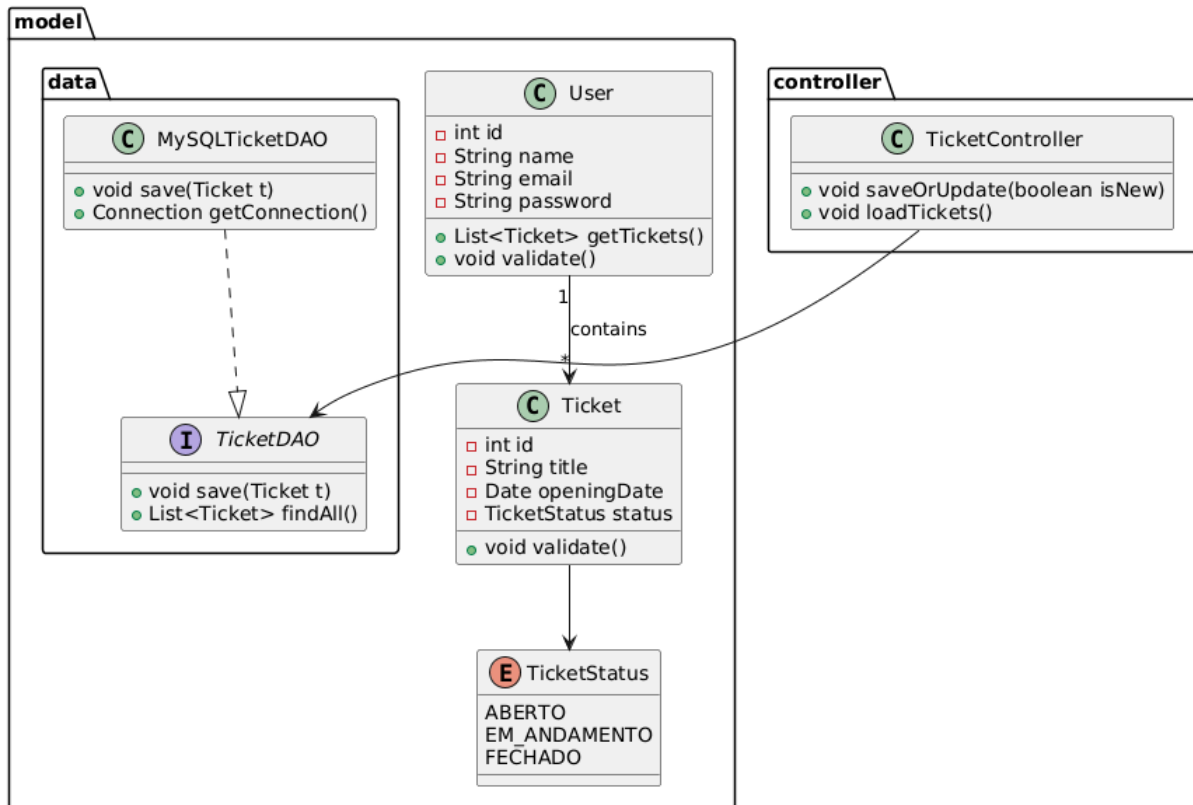 model
data
C MySQLTicketDAO
void save(Ticket t)
Connection getConnection()
C User
int id
String name
String email
String password
List<Ticket> getTickets()
void validate()
controller
C TicketController
void saveOrUpdate(boolean isNew)
void loadTickets()
1
contains
*
I TicketDAO
void save(Ticket t)
List<Ticket> findAll()
C Ticket
int id
String title
Date openingDate
TicketStatus status
void validate()
E TicketStatus
ABERTO
EM_ANDAMENTO
FECHADO